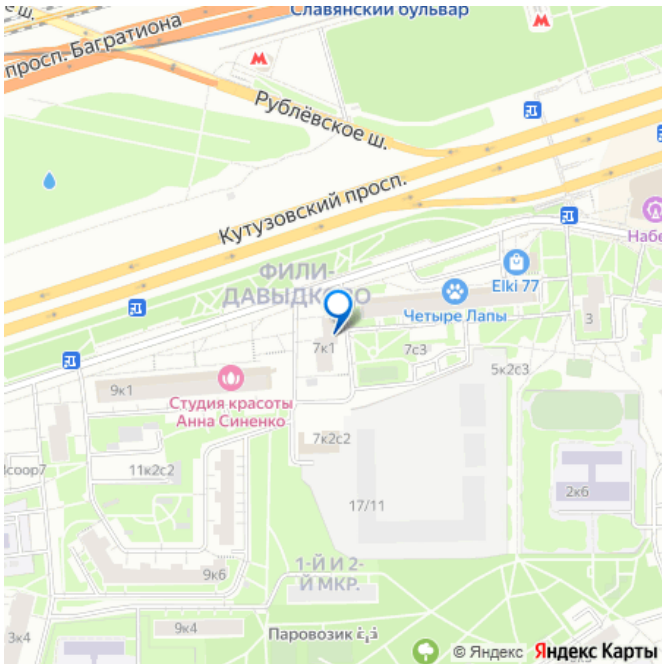 Славянский бульвар
ш.
просп. Багратиона
Рублёвское ш.
Кутузовский просп.
Набе
ФИЛИ-
ДАВЫДКОВО
Elki 77
Четыре Лапы
3
7к1
7с3
5к2с3
9к1
Студия красоты
Анна Синенко
7к2с2
11к2с2
2к6
17/11
9к6
1-Й И 2-
Й МКР.
3к4
9к4
Паровозик
© Яндекс Яндекс Карты